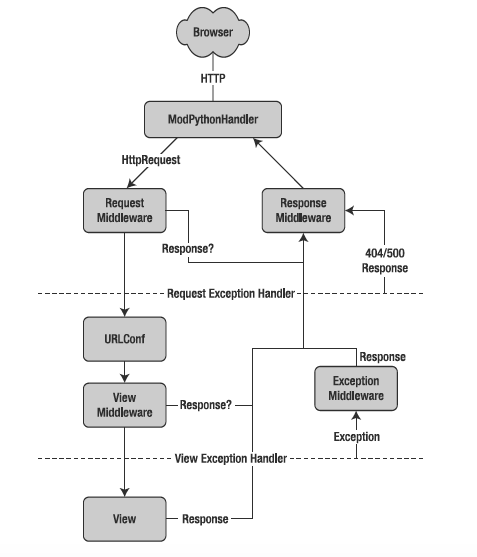 Browser
HTTP
ModPythonHandler
HttpRequest
Request
Middleware
Response
Middleware
Response?
404/500
Response
Request Exception Handler
URLConf
Response
View
Middleware
Response?
Exception
Middleware
Exception
View Exception Handler
View
Response